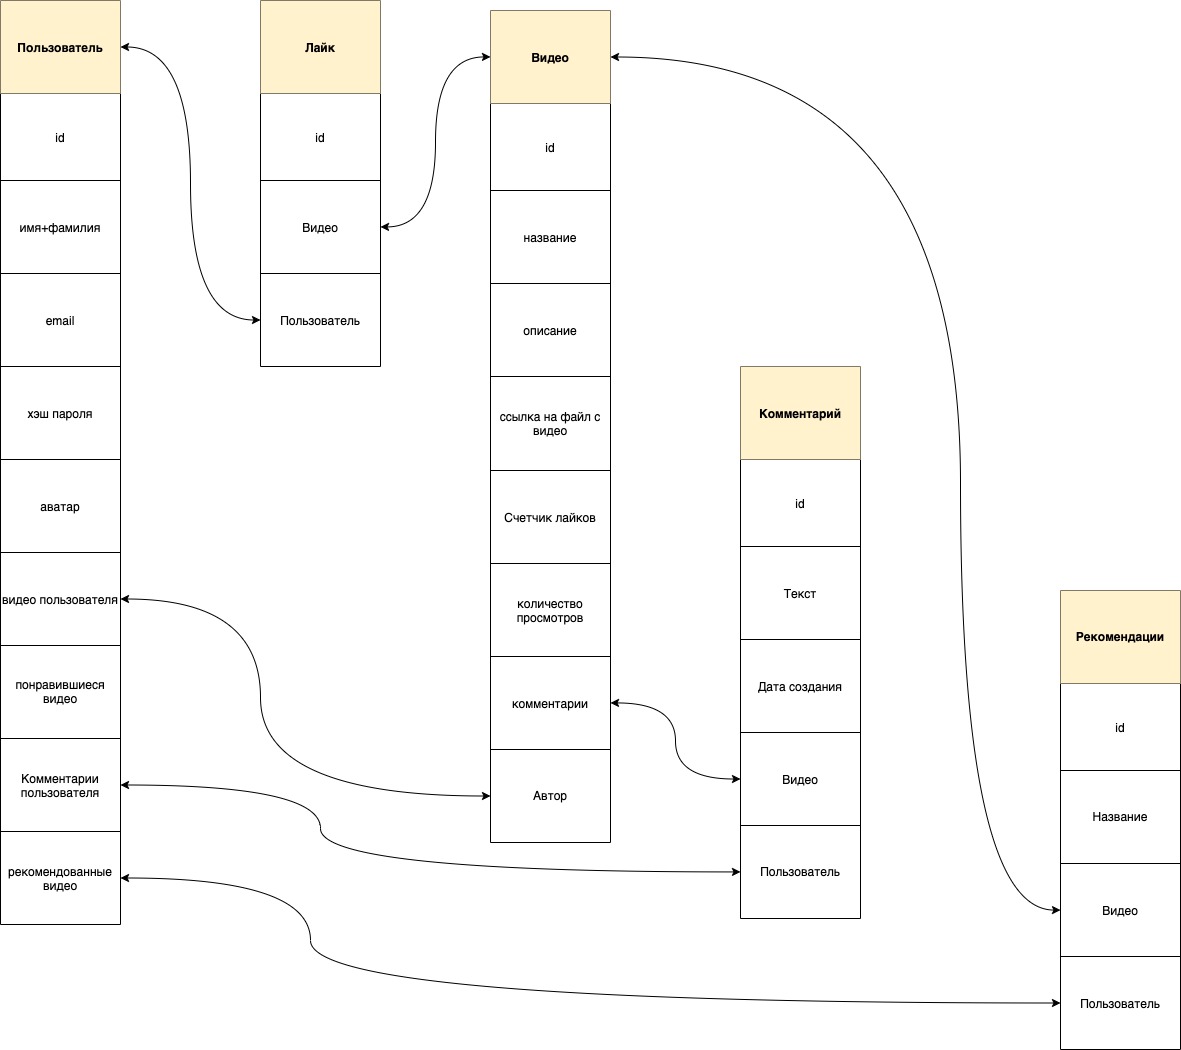 Пользователь
id
имя+фамилия
email
хэш пароля
аватар
видео пользователя
понравившиеся
видео
Комментарии
пользователя
рекомендованные
видео
Лайк
id
Видео
Пользователь
Видео
id
название
описание
ссылка на файл с
видео
Счетчик лайков
количество
просмотров
комментарии
Автор
Комментарий
id
Текст
Дата создания
Видео
Пользователь
Рекомендации
id
Название
Видео
Пользователь